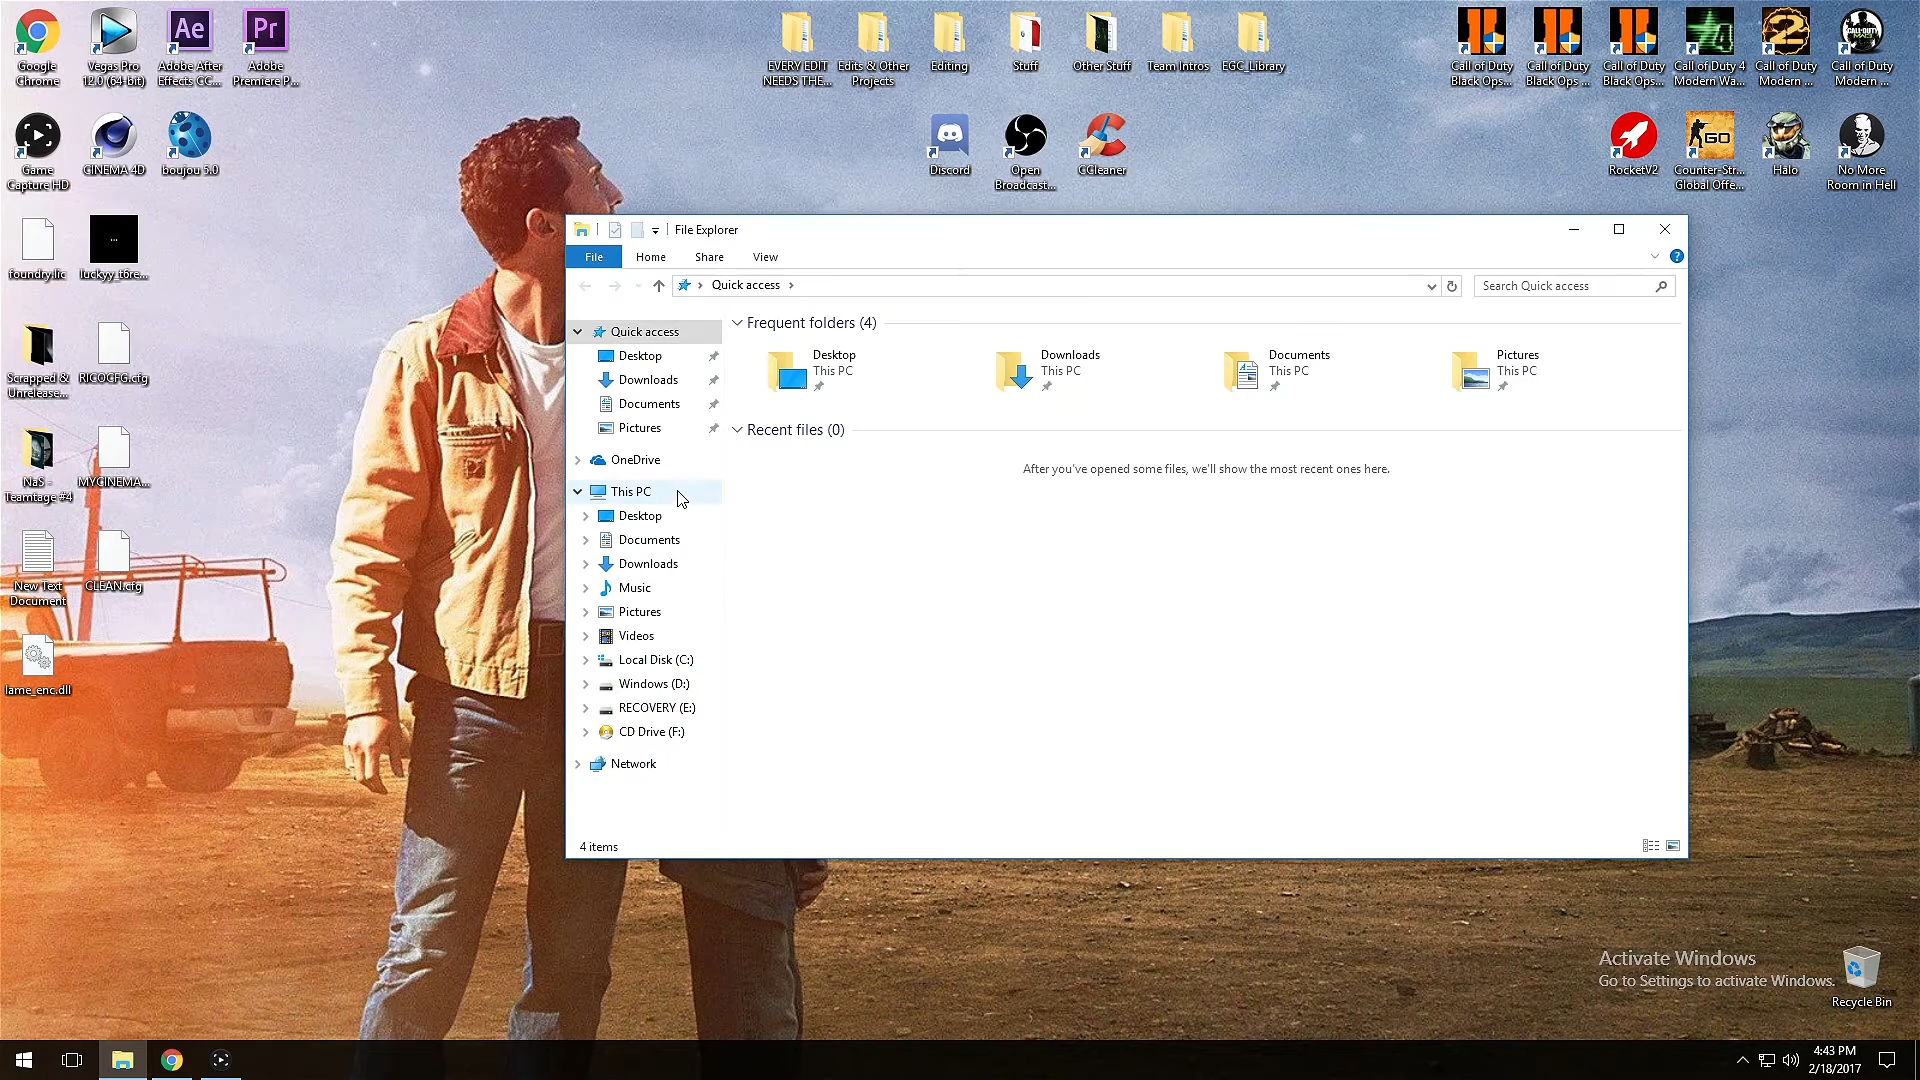 Google
Chrome
Vegas Pro
12.0 (64-bit)
Ae
Adobe After
Effects CC...
Pr
Adobe
Premiere P...
EVERY EDIT
NEEDS THE...
Edits & Other
Projects
Editing
Stuff
Other Stuff
Team Intros
EGC_Library
Call of Duty
Black Ops...
Call of Duty
Black Ops ...
Call of Duty
Black Ops...
Call of Duty 4
Modern Wa...
Call of Duty
Modern ...
Call of Duty
Modern ...
Game
Capture HD
CINEMA 4D
boujou 5.0
Discord
Open
Broadcast...
CCleaner
RocketV2
GO
Counter-Str...
Global Offe...
Halo
No More
Room in Hell
foundry.lic
luckyy_t6re...
Scrapped &
Unrelease...
RICOCFG.cfg
NaS -
Teamtage #4
MYCINEMA...
New Text
Document
CLEAN.cfg
lame_enc.dll
File Explorer
File
Home
Share
View
Quick access
Search Quick access
Quick access
Desktop
Downloads
Documents
Pictures
OneDrive
This PC
Desktop
Documents
Downloads
Music
Pictures
Videos
Local Disk (C:)
Windows (D:)
RECOVERY (E:)
CD Drive (F:)
Network
Frequent folders (4)
Desktop
This PC
Downloads
This PC
Documents
This PC
Pictures
This PC
Recent files (0)
After you've opened some files, we'll show the most recent ones here.
4 items
Activate Windows
Go to Settings to activate Windows.
Recycle Bin
4:43 PM
2/18/2017